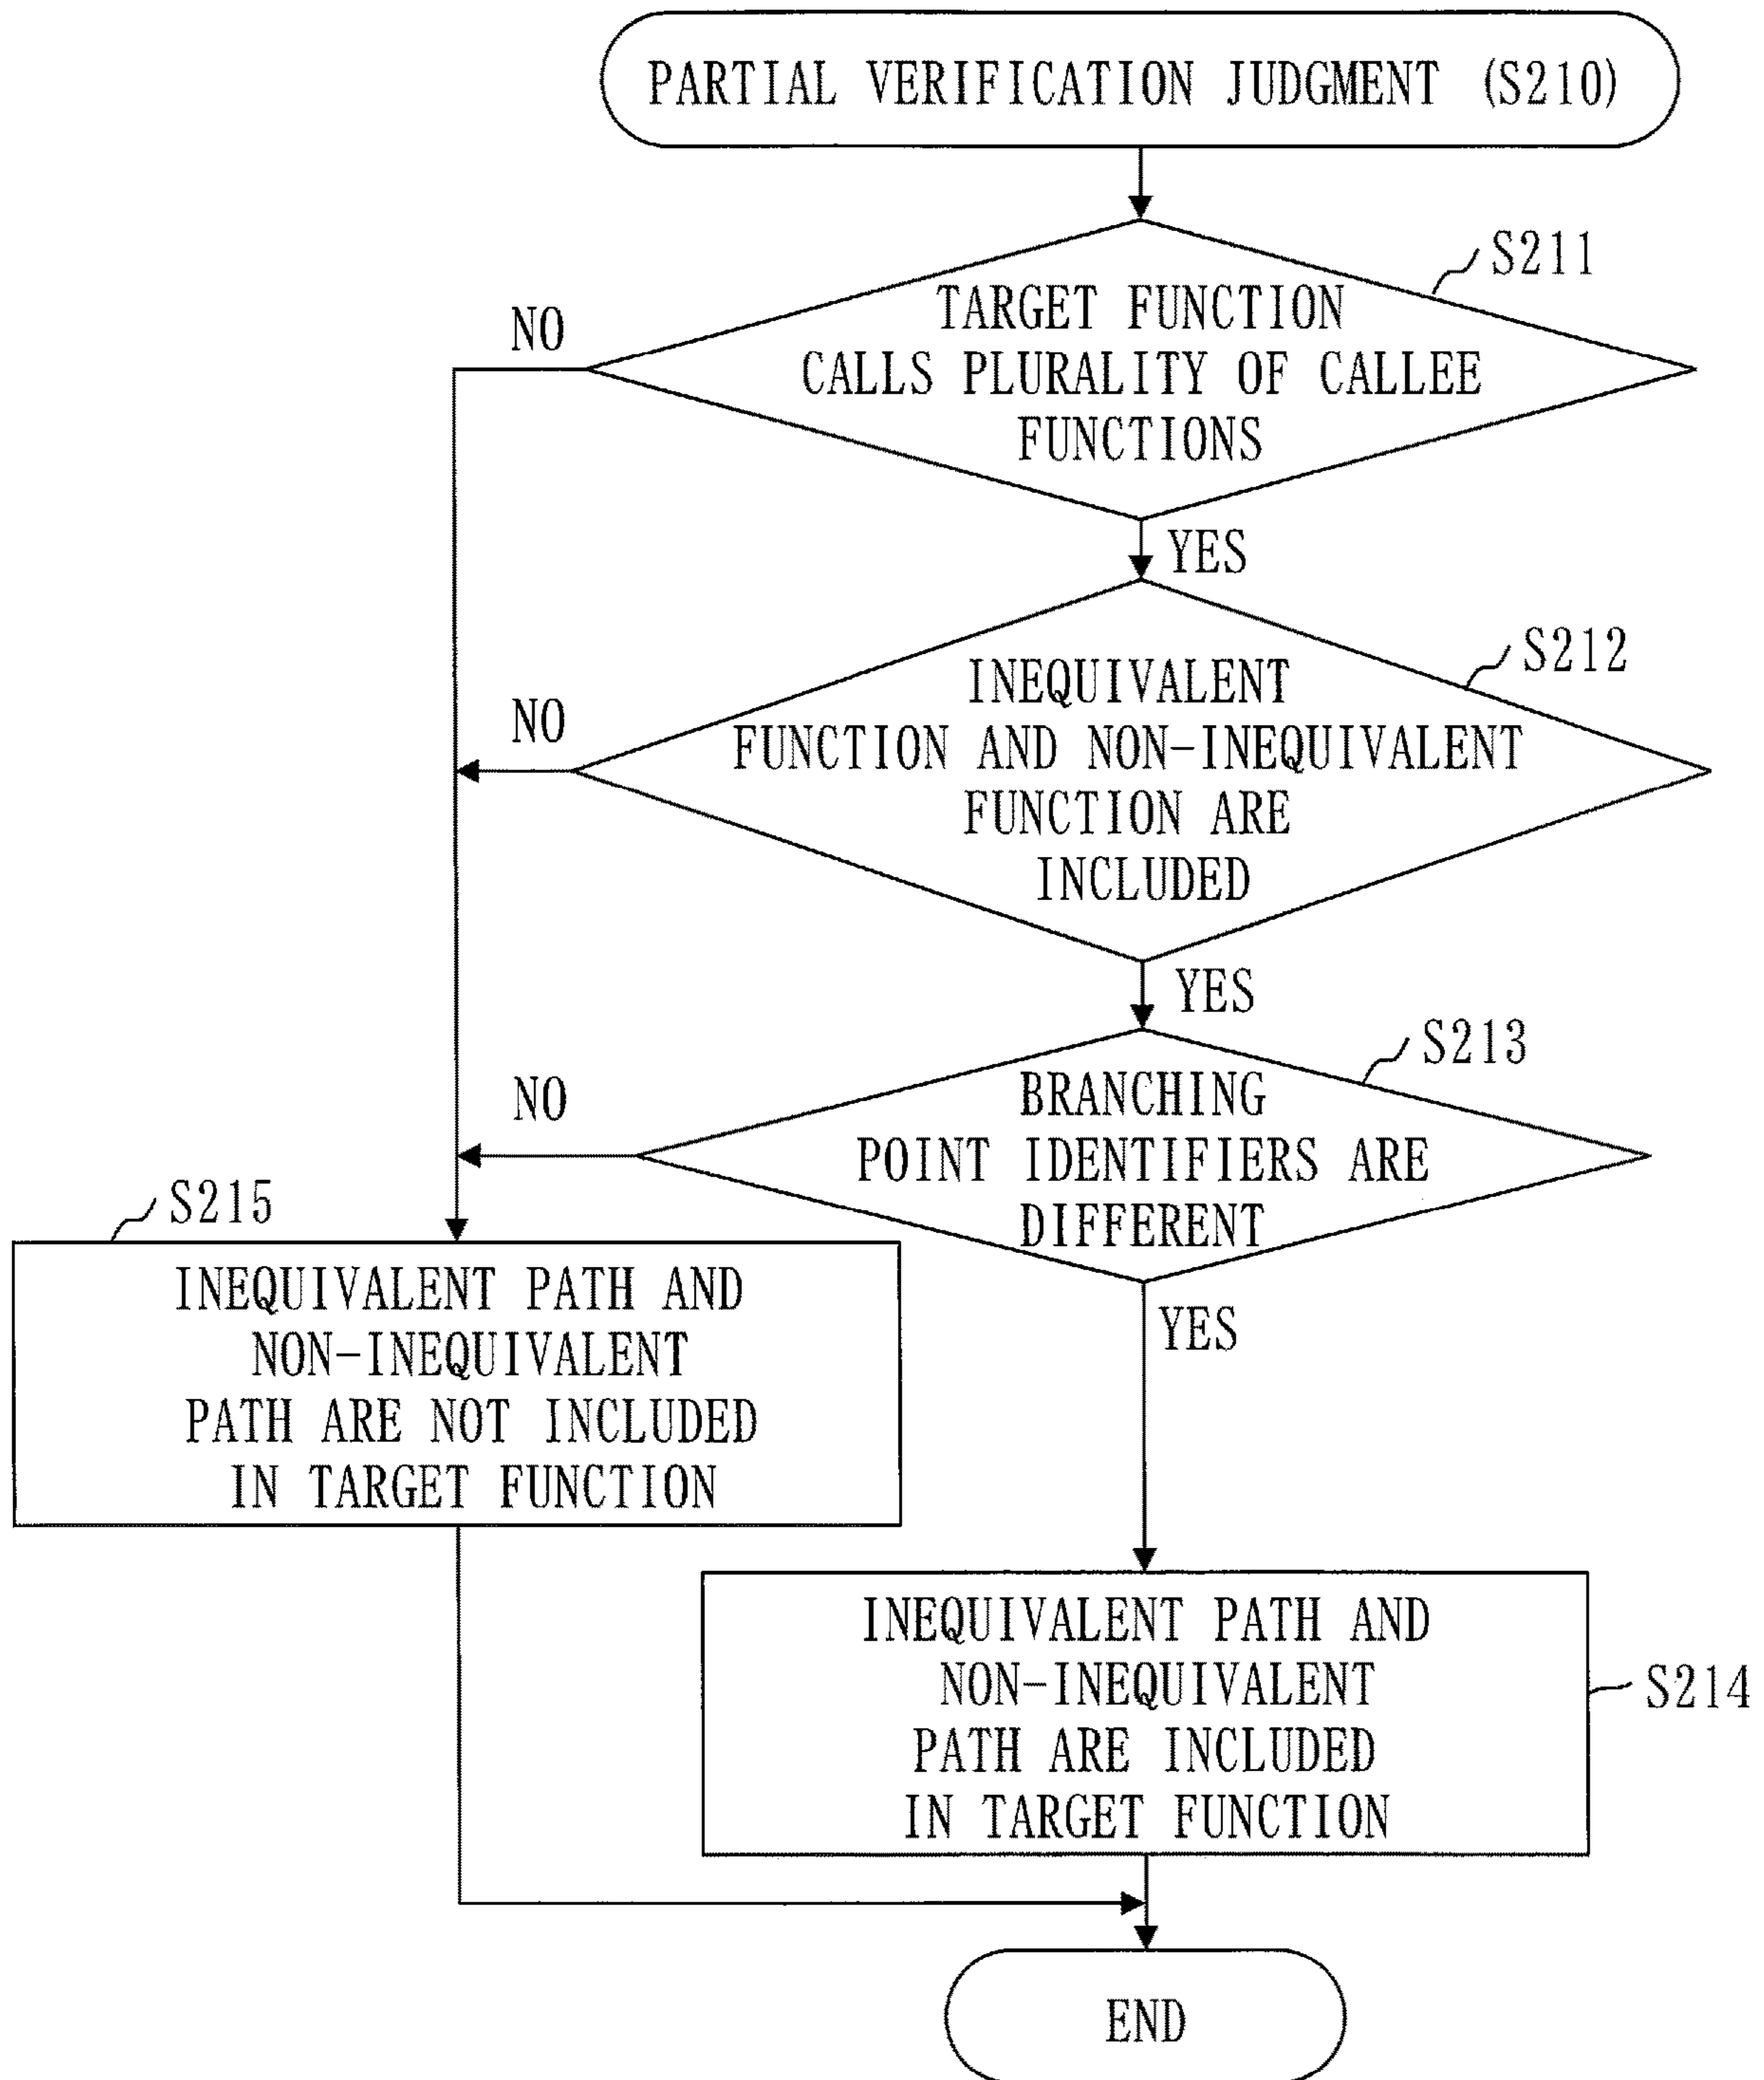 PARTIAL VERIFICATION JUDGMENT (S210)
S211
TARGET FUNCTION
CALLS PLURALITY OF CALLEE
FUNCTIONS
NO
YES
S212
INEQUIVALENT
FUNCTION AND NON-INEQUIVALENT
FUNCTION ARE
INCLUDED
NO
YES
S213
BRANCHING
POINT IDENTIFIERS ARE
DIFFERENT
NO
YES
S215
INEQUIVALENT PATH AND
NON-INEQUIVALENT
PATH ARE NOT INCLUDED
IN TARGET FUNCTION
INEQUIVALENT PATH AND
NON-INEQUIVALENT
PATH ARE INCLUDED
IN TARGET FUNCTION
S214
END